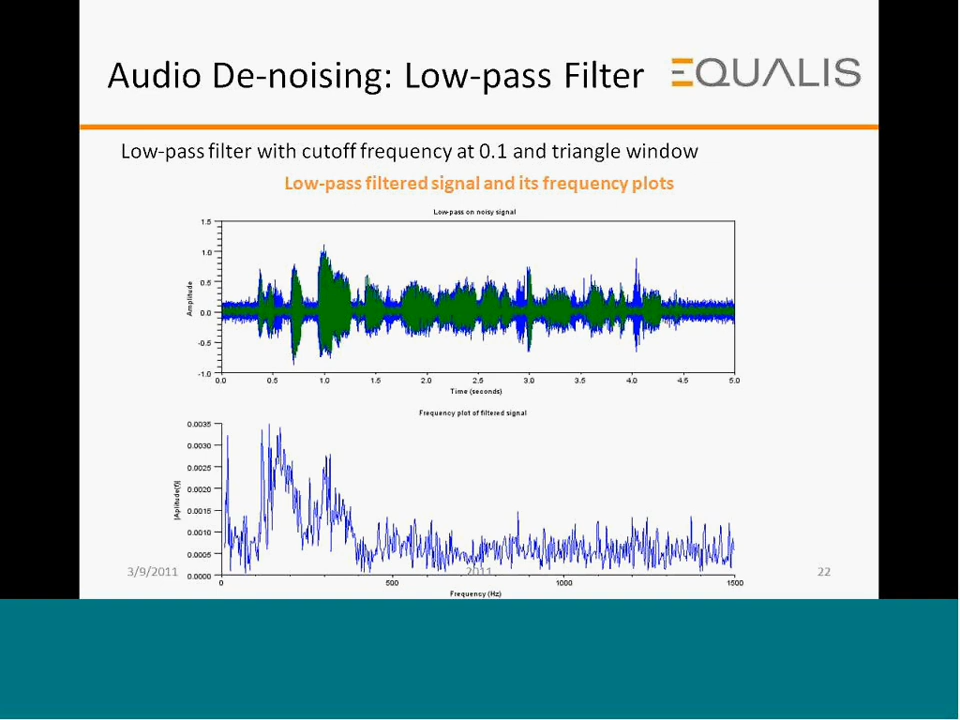 Audio De-noising: Low-pass Filter
EQUALIS
Low-pass filter with cutoff frequency at 0.1 and triangle window
Low-pass filtered signal and its frequency plots
Low-pass on noisy signal
1.5
1.0
0.5
0.0
-0.5
-1.0
Amplitude
0.0 0.5 1.0 1.5 2.0 2.5 3.0 3.5 4.0 4.5 5.0
Time (seconds)
Frequency plot of filtered signal
0.0035
0.0030
0.0025
0.0020
0.0015
0.0010
0.0005
0.0000
|Aplitude(f)|
0 500 1000 1500
Frequency (Hz)
3/9/2011 2011 22